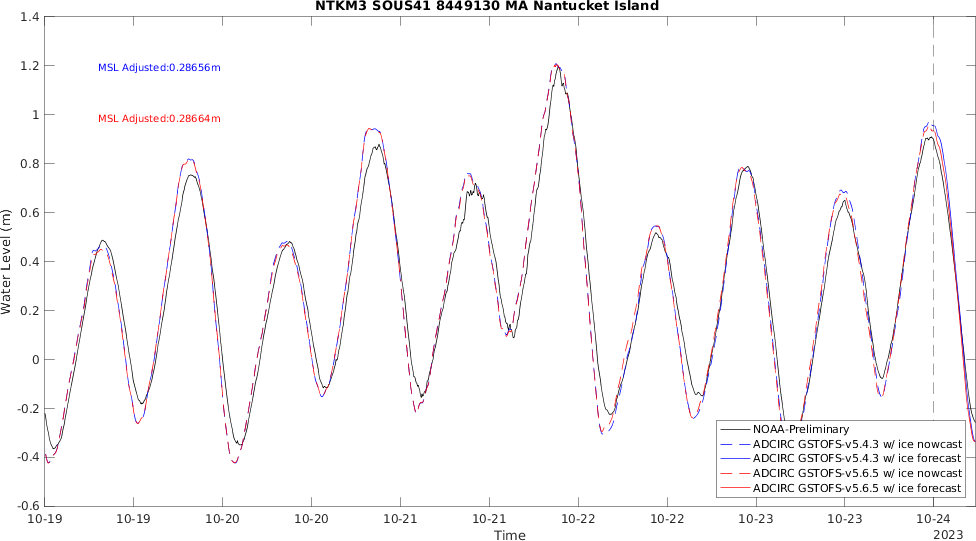 NTKM3 SOUS41 8449130 MA Nantucket Island
1.4
1.2
1
0.8
0.6
0.4
0.2
0
-0.2
-0.4
-0.6
Water Level (m)
MSL Adjusted:0.28656m
MSL Adjusted:0.28664m
NOAA-Preliminary
ADCIRC GSTOFS-v5.4.3 w/ ice nowcast
ADCIRC GSTOFS-v5.4.3 w/ ice forecast
ADCIRC GSTOFS-v5.6.5 w/ ice nowcast
ADCIRC GSTOFS-v5.6.5 w/ ice forecast
10-19 10-19 10-20 10-20 10-21 10-21 10-22 10-22 10-23 10-23 10-24
Time
2023